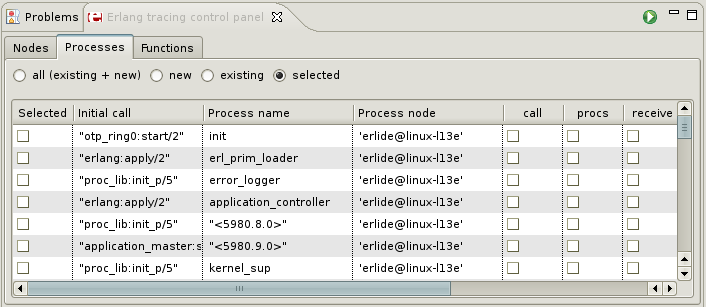 Problems Erlang tracing control panel
Nodes Processes Functions
all (existing + new) new existing selected
Selected Initial call Process name Process node call procs receive
"otp_ring0:start/2" init 'erlide@linux-l13e'
"erlang:apply/2" erl_prim_loader 'erlide@linux-l13e'
"proc_lib:init_p/5" error_logger 'erlide@linux-l13e'
"erlang:apply/2" application_controller 'erlide@linux-l13e'
"proc_lib:init_p/5" "<5980.8.0>" 'erlide@linux-l13e'
"application_master:s "<5980.9.0>" 'erlide@linux-l13e'
"proc_lib:init_p/5" kernel_sup 'erlide@linux-l13e'